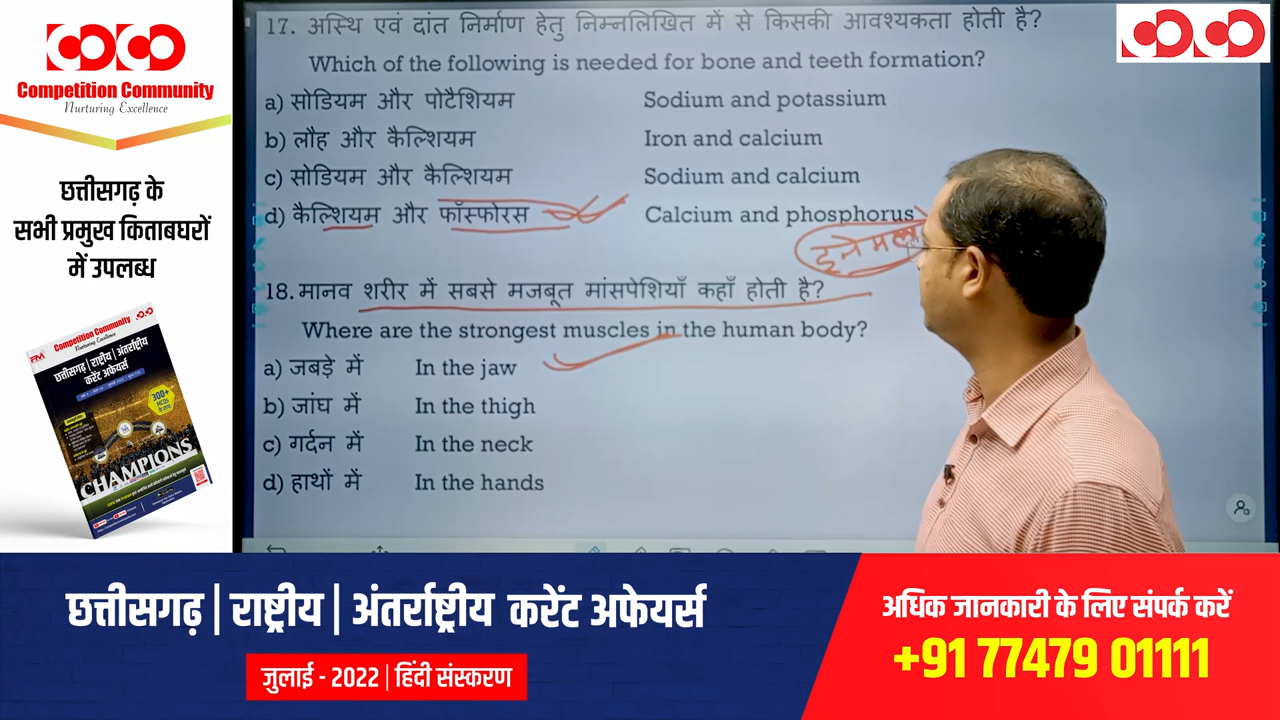 Competition Community
Nurturing Excellence
छत्तीसगढ़ के
सभी प्रमुख किताबघरों
में उपलब्ध
Competition Community
छत्तीसगढ़ | राष्ट्रीय | अंतर्राष्ट्रीय
करेंट अफेयर्स
300+
CHAMPIONS
17. अस्थि एवं दांत निर्माण हेतु निम्नलिखित में से किसकी आवश्यकता होती है?
Which of the following is needed for bone and teeth formation?
a) सोडियम और पोटैशियम Sodium and potassium
b) लौह और कैल्शियम Iron and calcium
c) सोडियम और कैल्शियम Sodium and calcium
d) कैल्शियम और फॉस्फोरस Calcium and phosphorus
18. मानव शरीर में सबसे मजबूत मांसपेशियाँ कहाँ होती है?
Where are the strongest muscles in the human body?
a) जबड़े में In the jaw
b) जांघ में In the thigh
c) गर्दन में In the neck
d) हाथों में In the hands
छत्तीसगढ़ | राष्ट्रीय | अंतर्राष्ट्रीय करेंट अफेयर्स
जुलाई - 2022 | हिंदी संस्करण
अधिक जानकारी के लिए संपर्क करें
+91 77479 01111